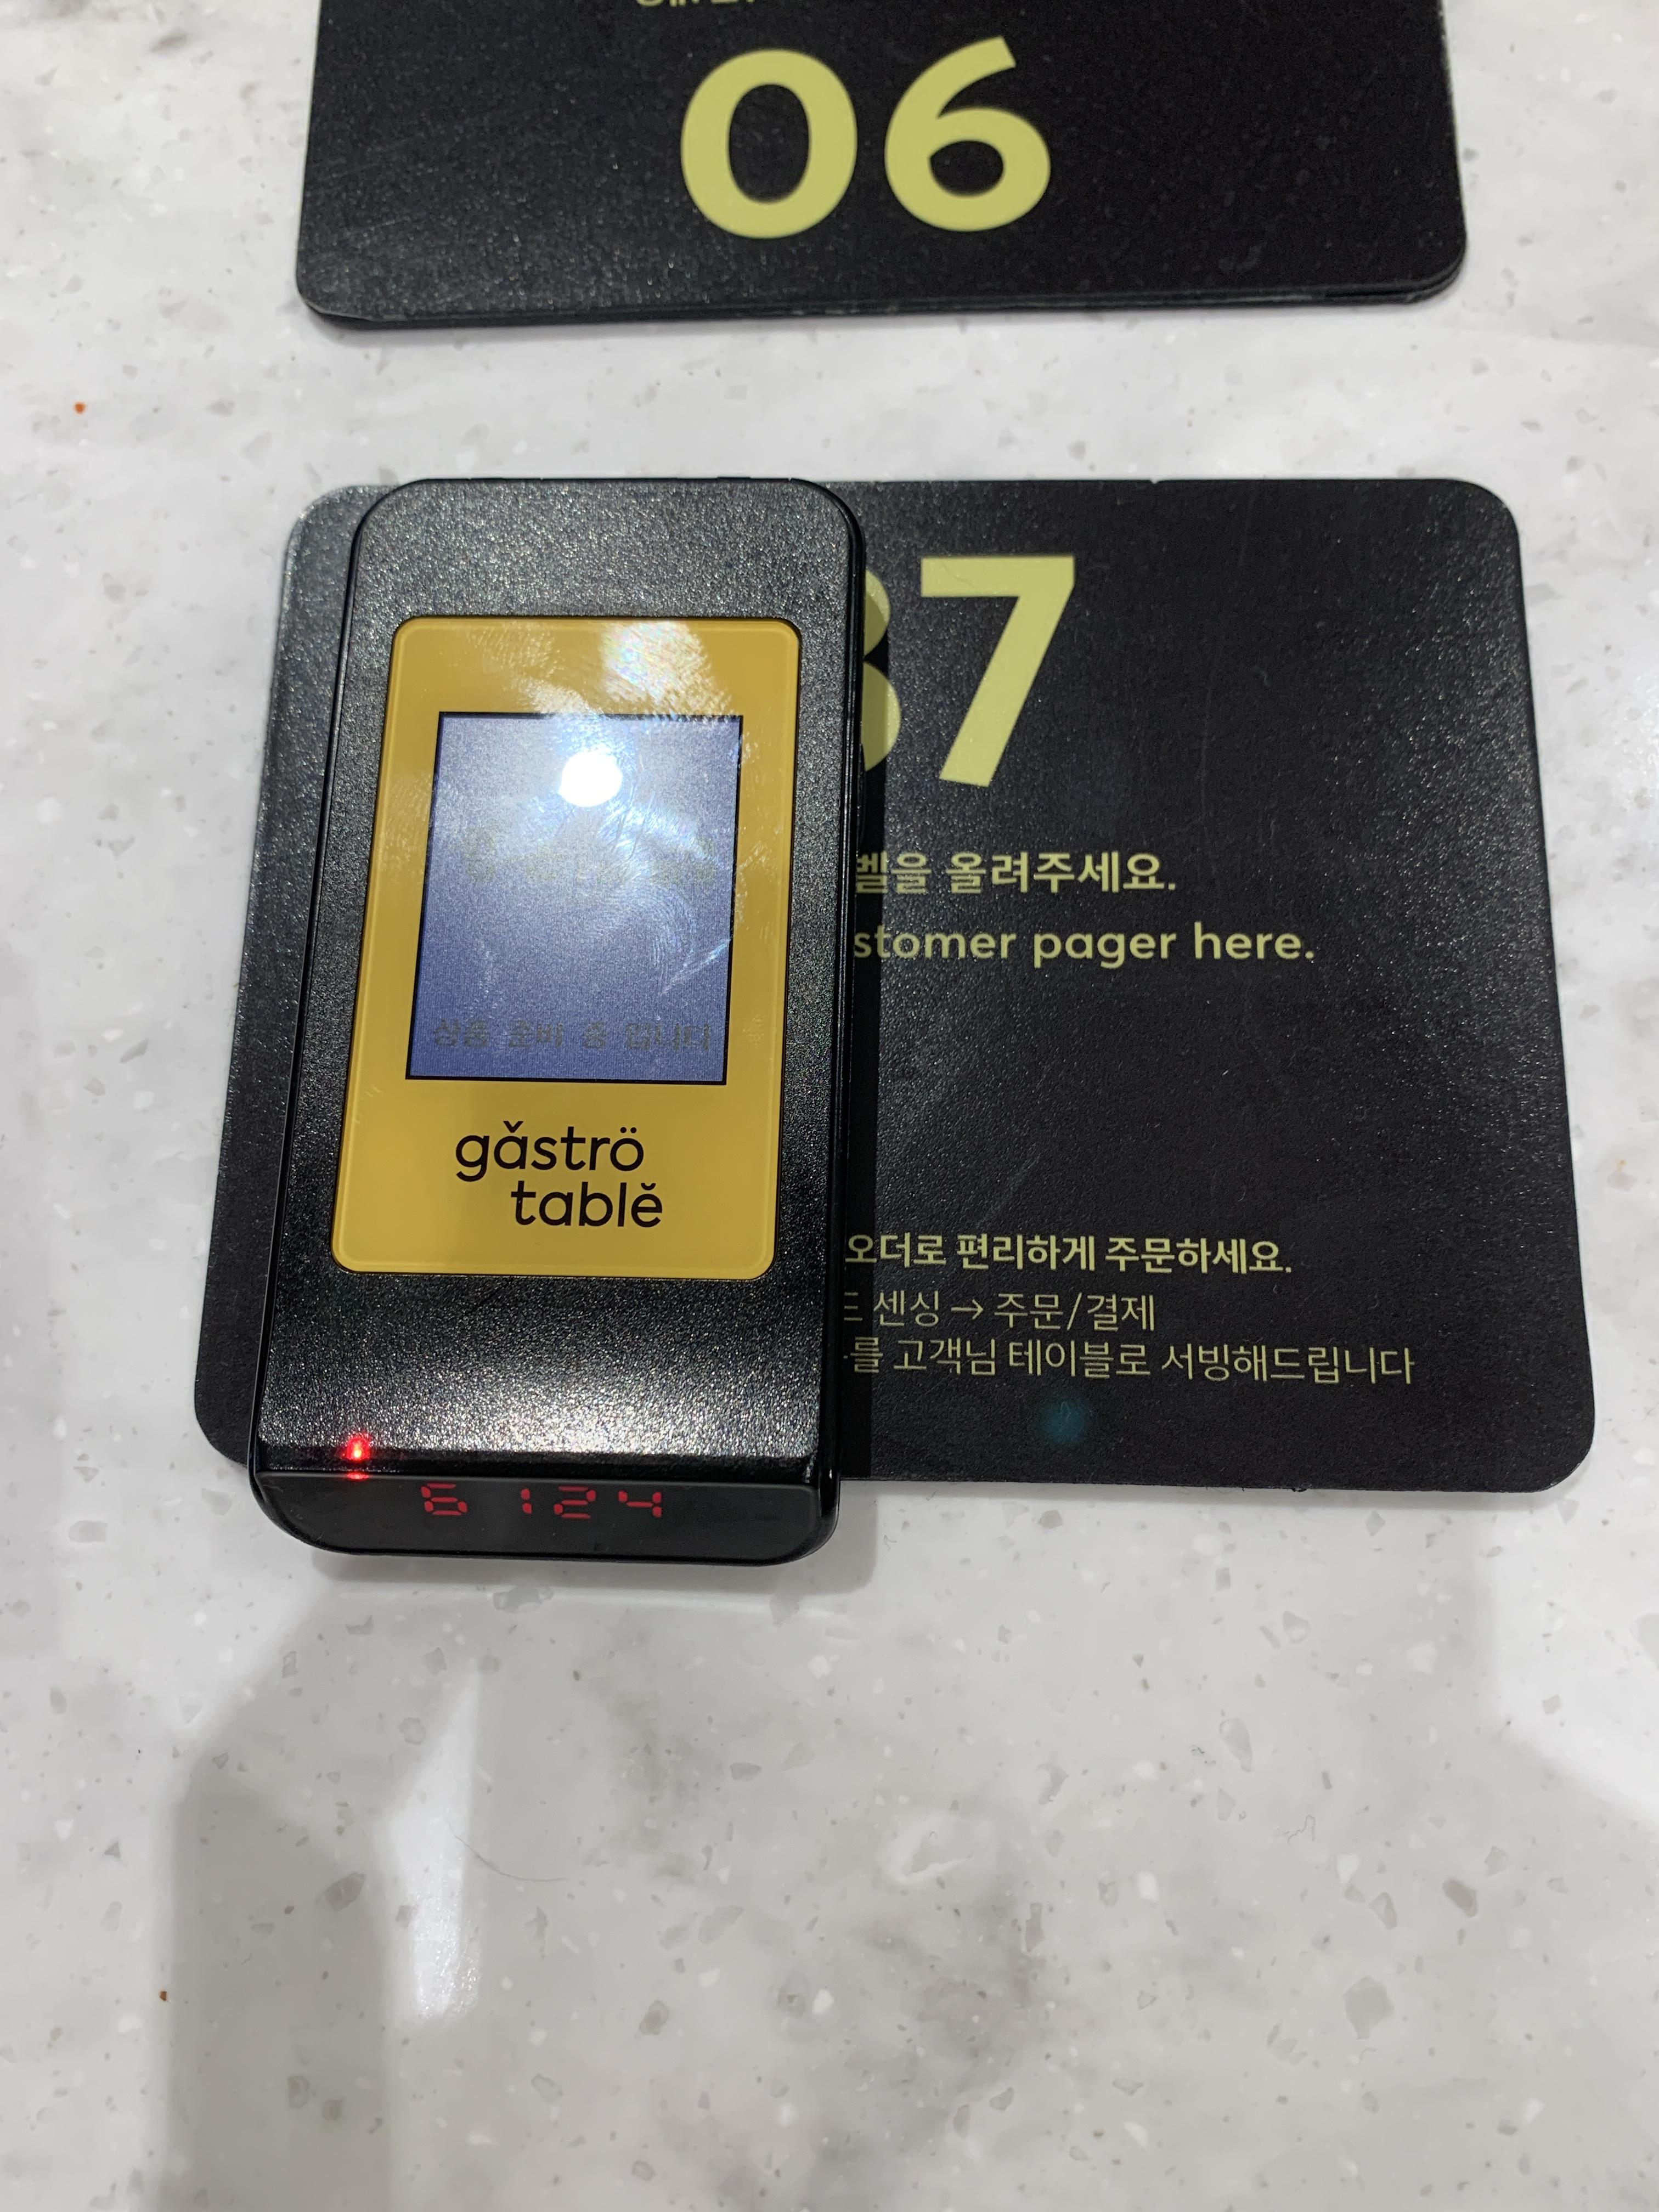 06
37
벨을 올려주세요.
stomer pager here.
상품 준비 중 입니다
gǎströ
tablĕ
오더로 편리하게 주문하세요.
센싱 → 주문/결제
를 고객님 테이블로 서빙해드립니다
6 124